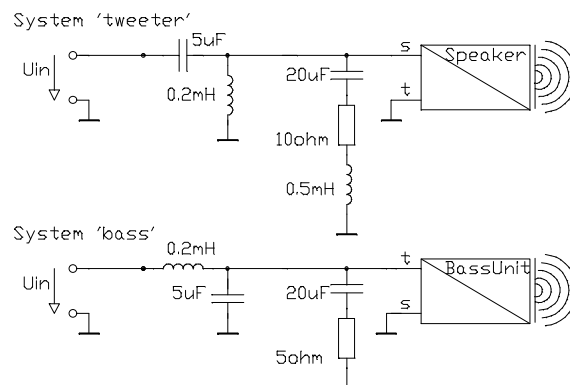 System 'tweeter'
5uF
s
Speaker
Uin
0.2mH
20uF
t
10ohm
0.5mH
System 'bass'
0.2mH
t
BassUnit
Uin
5uF
20uF
s
5ohm